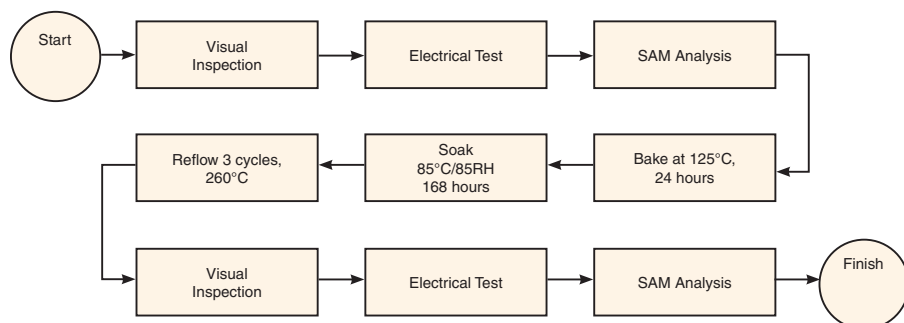 Start
Visual
Inspection
Electrical Test
SAM Analysis
Bake at 125°C,
24 hours
Soak
85°C/85RH
168 hours
Reflow 3 cycles,
260°C
Visual
Inspection
Electrical Test
SAM Analysis
Finish